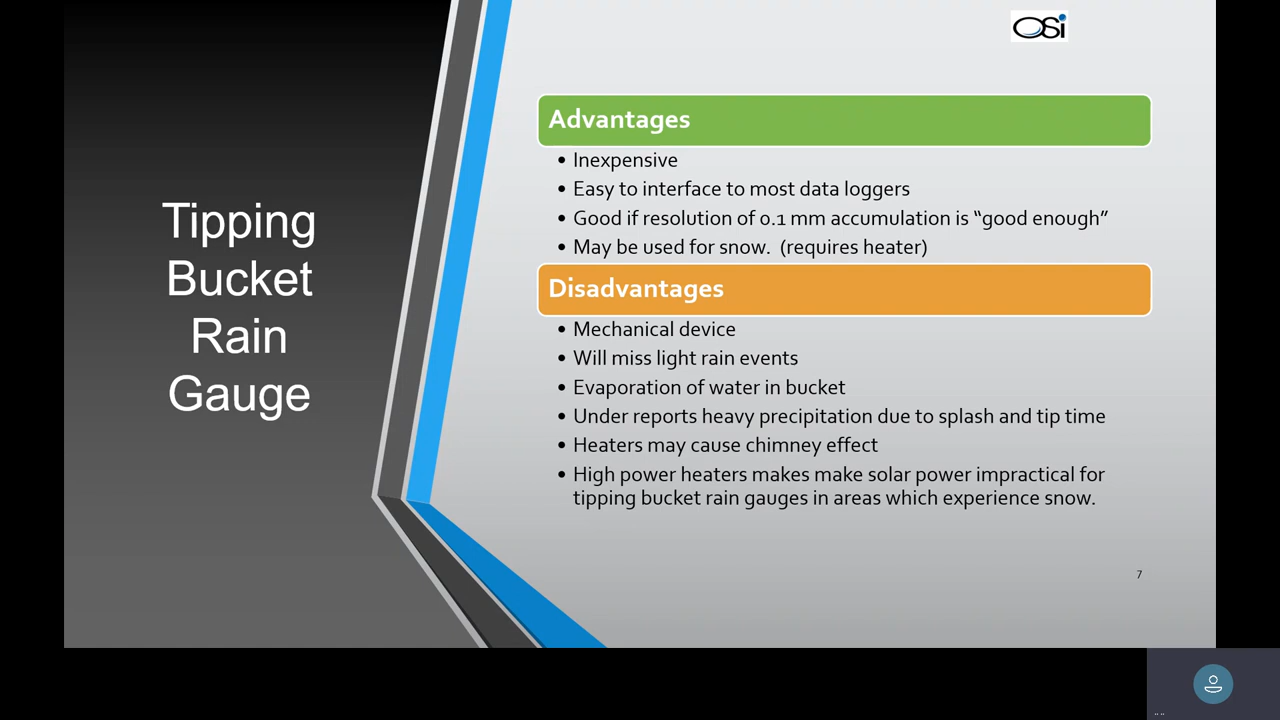 OSi
Tipping
Bucket
Rain
Gauge
Advantages
• Inexpensive
• Easy to interface to most data loggers
• Good if resolution of 0.1 mm accumulation is “good enough”
• May be used for snow.  (requires heater)
Disadvantages
• Mechanical device
• Will miss light rain events
• Evaporation of water in bucket
• Under reports heavy precipitation due to splash and tip time
• Heaters may cause chimney effect
• High power heaters makes make solar power impractical for
tipping bucket rain gauges in areas which experience snow.
7